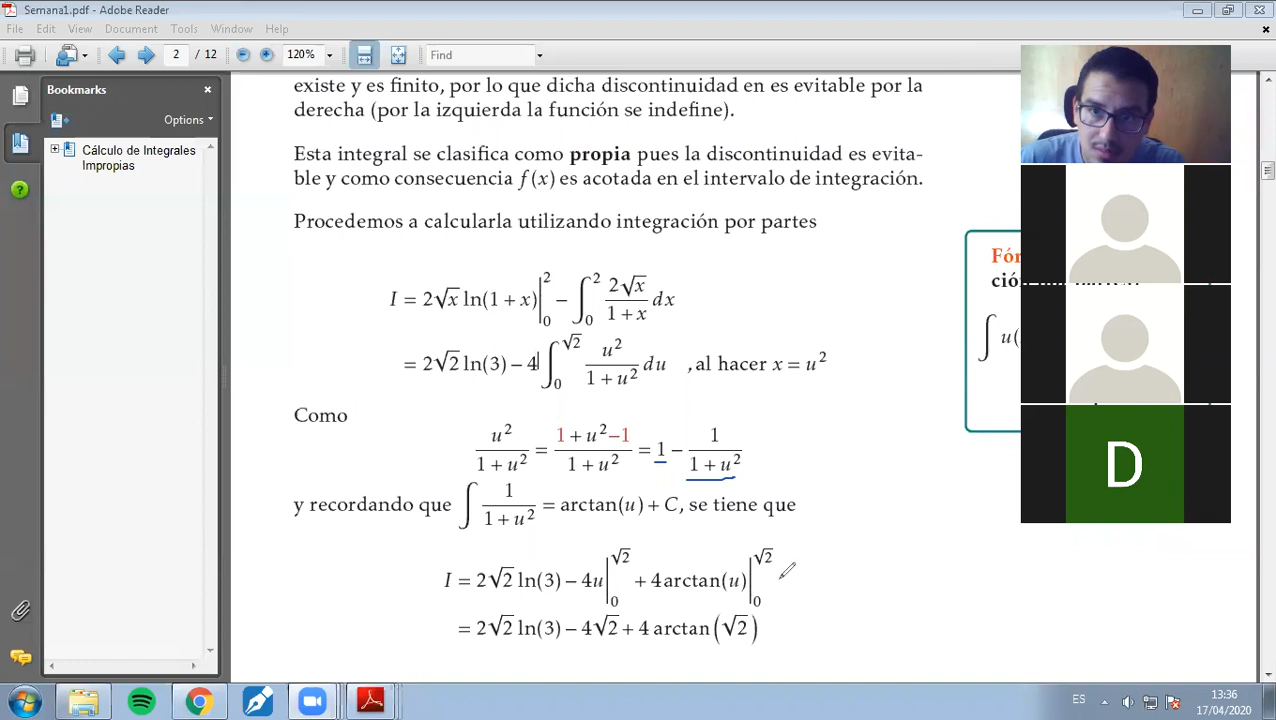 Semana1.pdf - Adobe Reader
File Edit View Document Tools Window Help
2 / 12 120% Find
Bookmarks
Options
Cálculo de Integrales
Impropias
existe y es finito, por lo que dicha discontinuidad en es evitable por la
derecha (por la izquierda la función se indefine).
Esta integral se clasifica como propia pues la discontinuidad es evita-
ble y como consecuencia f(x) es acotada en el intervalo de integración.
Procedemos a calcularla utilizando integración por partes
I = 2√x ln(1 + x)|₀² − ∫₀² 2√x/(1 + x) dx
= 2√2 ln(3) − 4 ∫₀^√2 u²/(1 + u²) du , al hacer x = u²
Como
u²/(1 + u²) = (1 + u² − 1)/(1 + u²) = 1 − 1/(1 + u²)
y recordando que ∫ 1/(1 + u²) = arctan(u) + C, se tiene que
I = 2√2 ln(3) − 4u|₀^√2 + 4 arctan(u)|₀^√2
= 2√2 ln(3) − 4√2 + 4 arctan(√2)
∫ u(
D
ES
13:36
17/04/2020